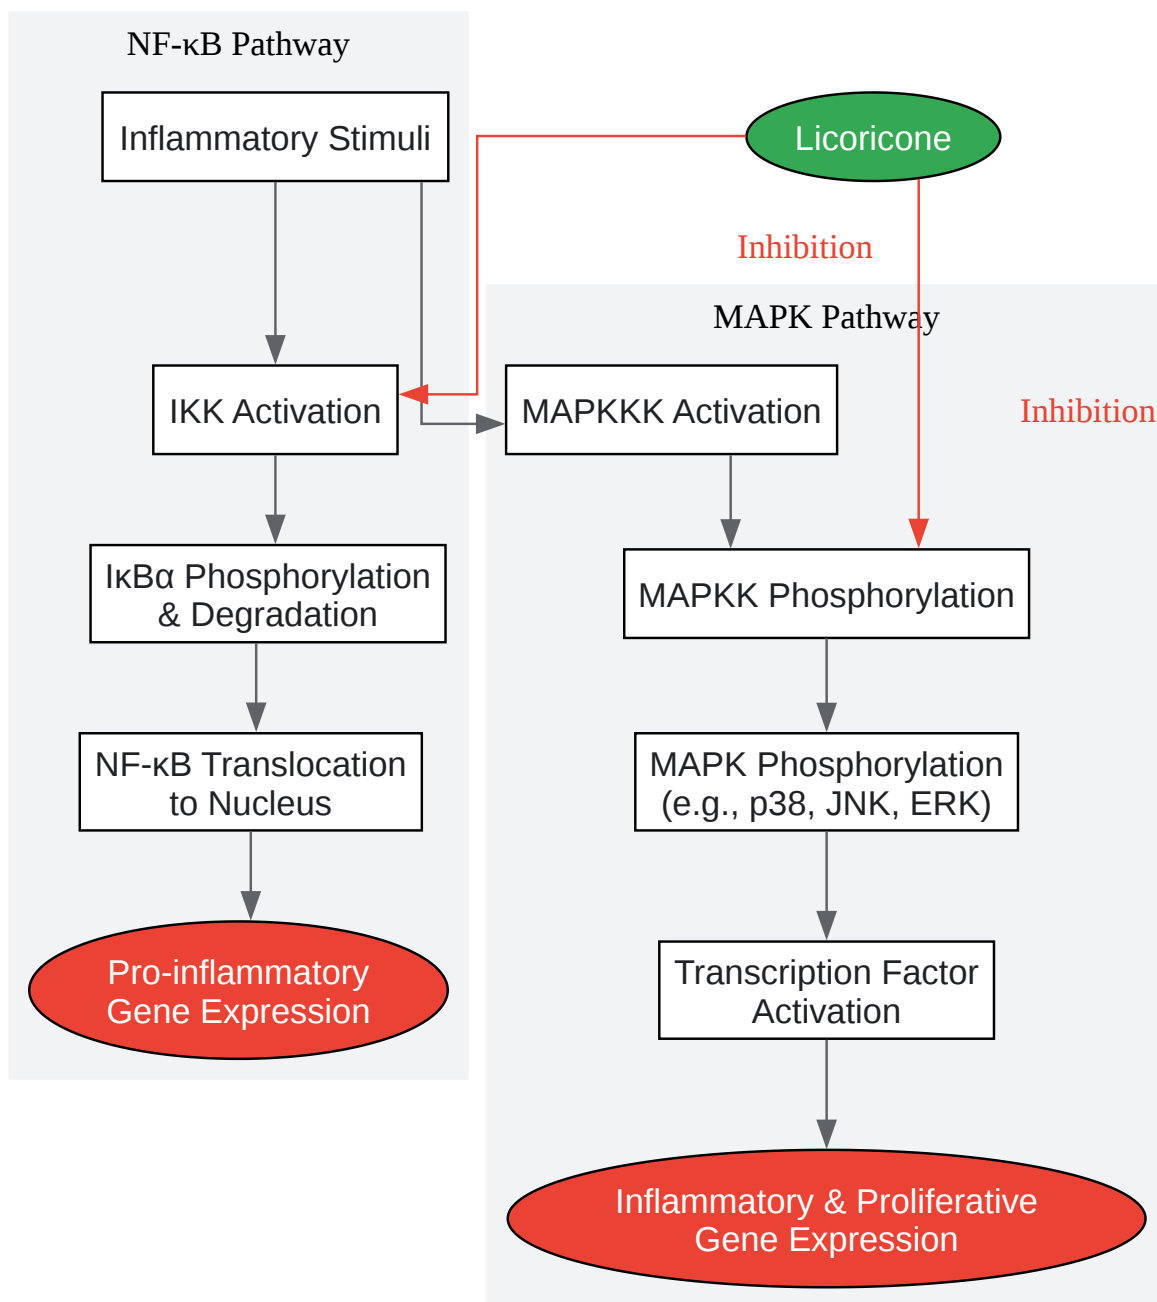 NF-κB Pathway
Inflammatory Stimuli
Licoricone
Inhibition
MAPK Pathway
IKK Activation
MAPKKK Activation
Inhibition
IκBα Phosphorylation
& Degradation
MAPKK Phosphorylation
NF-κB Translocation
to Nucleus
MAPK Phosphorylation
(e.g., p38, JNK, ERK)
Pro-inflammatory
Gene Expression
Transcription Factor
Activation
Inflammatory & Proliferative
Gene Expression